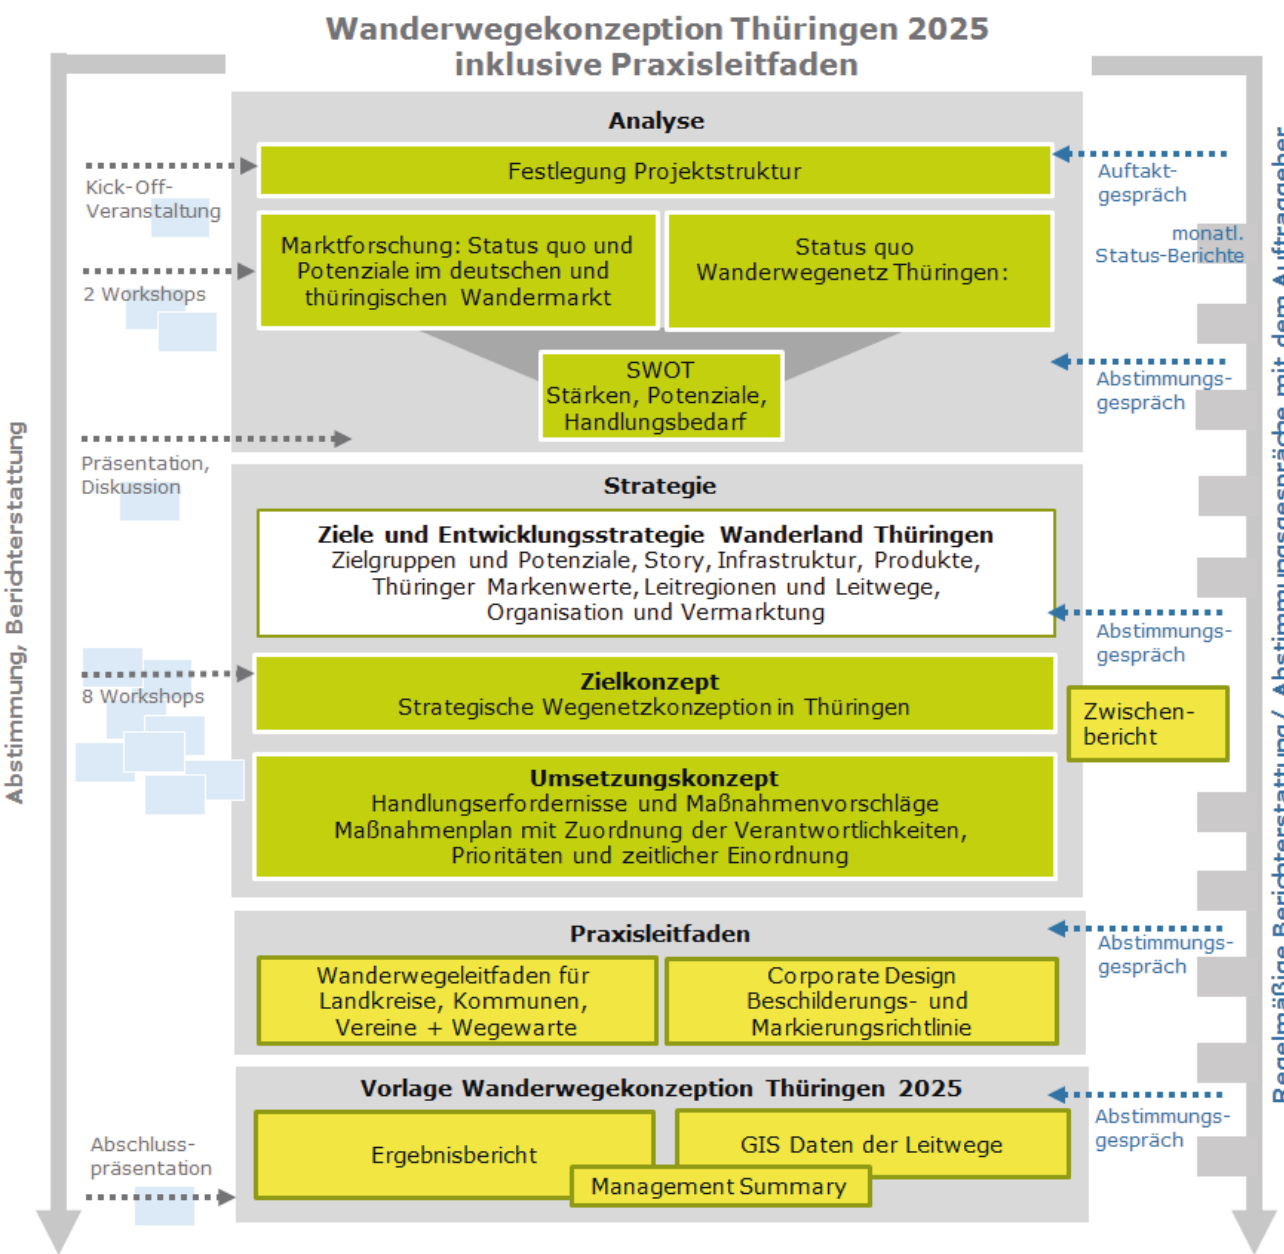 Wanderwegekonzeption Thüringen 2025
inklusive Praxisleitfaden
Analyse
Festlegung Projektstruktur
Kick-Off-
Veranstaltung
Auftakt-
gespräch
Marktforschung: Status quo und
Potenziale im deutschen und
thüringischen Wandermarkt
Status quo
Wanderwegenetz Thüringen:
monatl.
Status-Berichte
2 Workshops
SWOT
Stärken, Potenziale,
Handlungsbedarf
Abstimmungs-
gespräch
Präsentation,
Diskussion
Strategie
Ziele und Entwicklungsstrategie Wanderland Thüringen
Zielgruppen und Potenziale, Story, Infrastruktur, Produkte,
Thüringer Markenwerte, Leitregionen und Leitwege,
Organisation und Vermarktung
Abstimmungs-
gespräch
8 Workshops
Zielkonzept
Strategische Wegenetzkonzeption in Thüringen
Zwischen-
bericht
Umsetzungskonzept
Handlungserfordernisse und Maßnahmenvorschläge
Maßnahmenplan mit Zuordnung der Verantwortlichkeiten,
Prioritäten und zeitlicher Einordnung
Praxisleitfaden
Wanderwegeleitfaden für
Landkreise, Kommunen,
Vereine + Wegewarte
Corporate Design
Beschilderungs- und
Markierungsrichtlinie
Abstimmungs-
gespräch
Vorlage Wanderwegekonzeption Thüringen 2025
Ergebnisbericht
GIS Daten der Leitwege
Management Summary
Abstimmungs-
gespräch
Abschluss-
präsentation
Abstimmung, Berichterstattung
Regelmäßige Berichterstattung/ Abstimmungsgespräche mit dem Auftraggeber